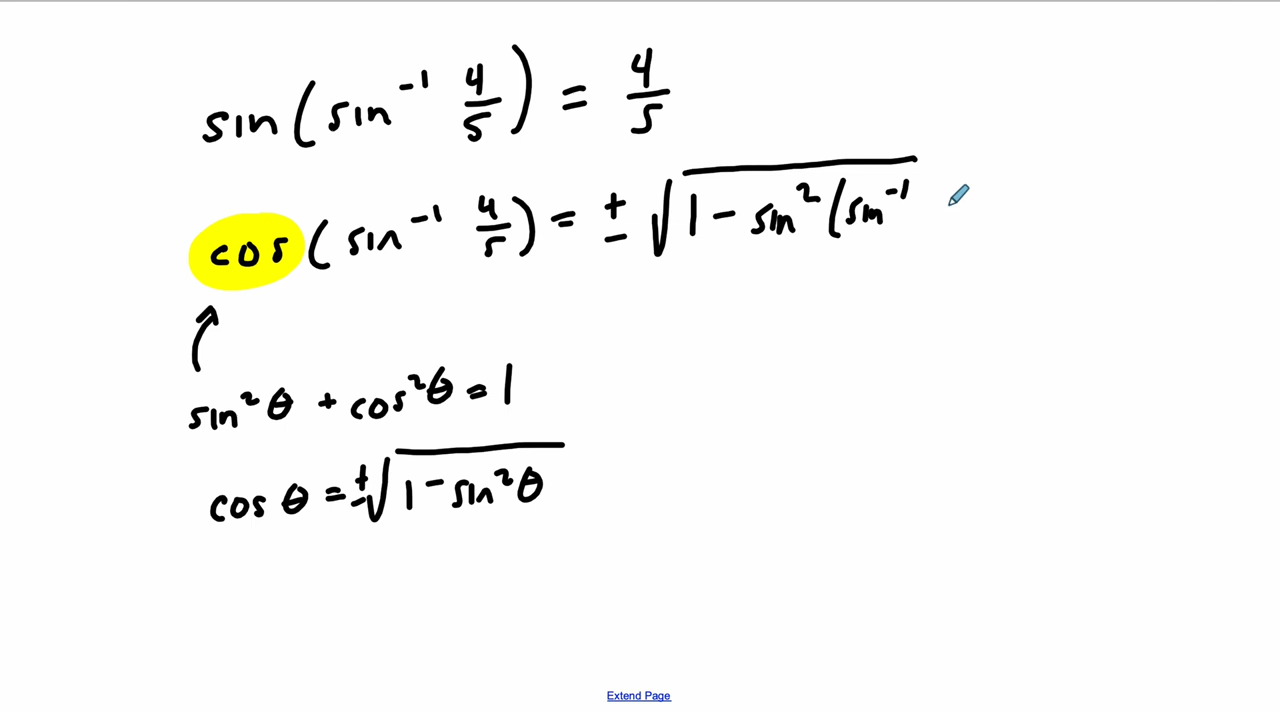 sin(sin⁻¹ 4/5) = 4/5
cos(sin⁻¹ 4/5) = ±√(1 - sin²(sin⁻¹
sin²θ + cos²θ = 1
cos θ = ±√(1 - sin²θ)
Extend Page